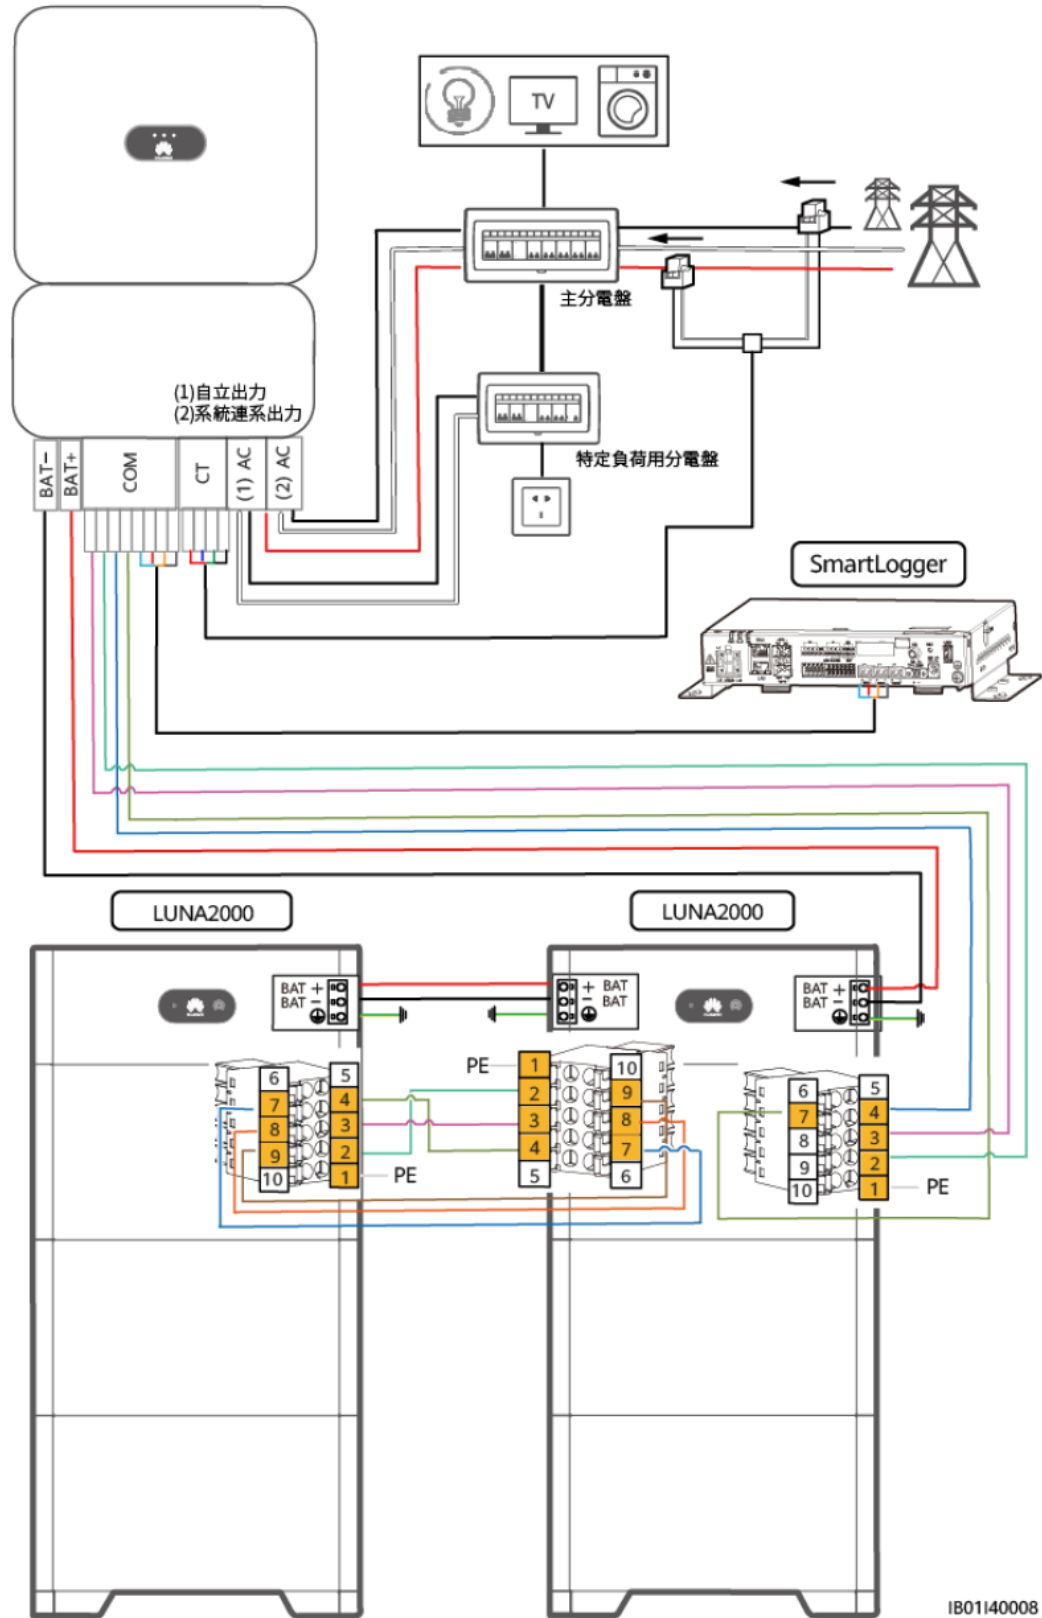 TV
主分電盤
(1)自立出力
(2)系統連系出力
BAT−
BAT+
COM
CT
(1) AC
(2) AC
特定負荷用分電盤
SmartLogger
LUNA2000
LUNA2000
BAT +
BAT −
+ BAT
− BAT
BAT +
BAT −
6
7
8
9
10
5
4
3
2
1
PE
PE
1
2
3
4
5
10
9
8
7
6
6
7
8
9
10
5
4
3
2
1
PE
IB01I40008